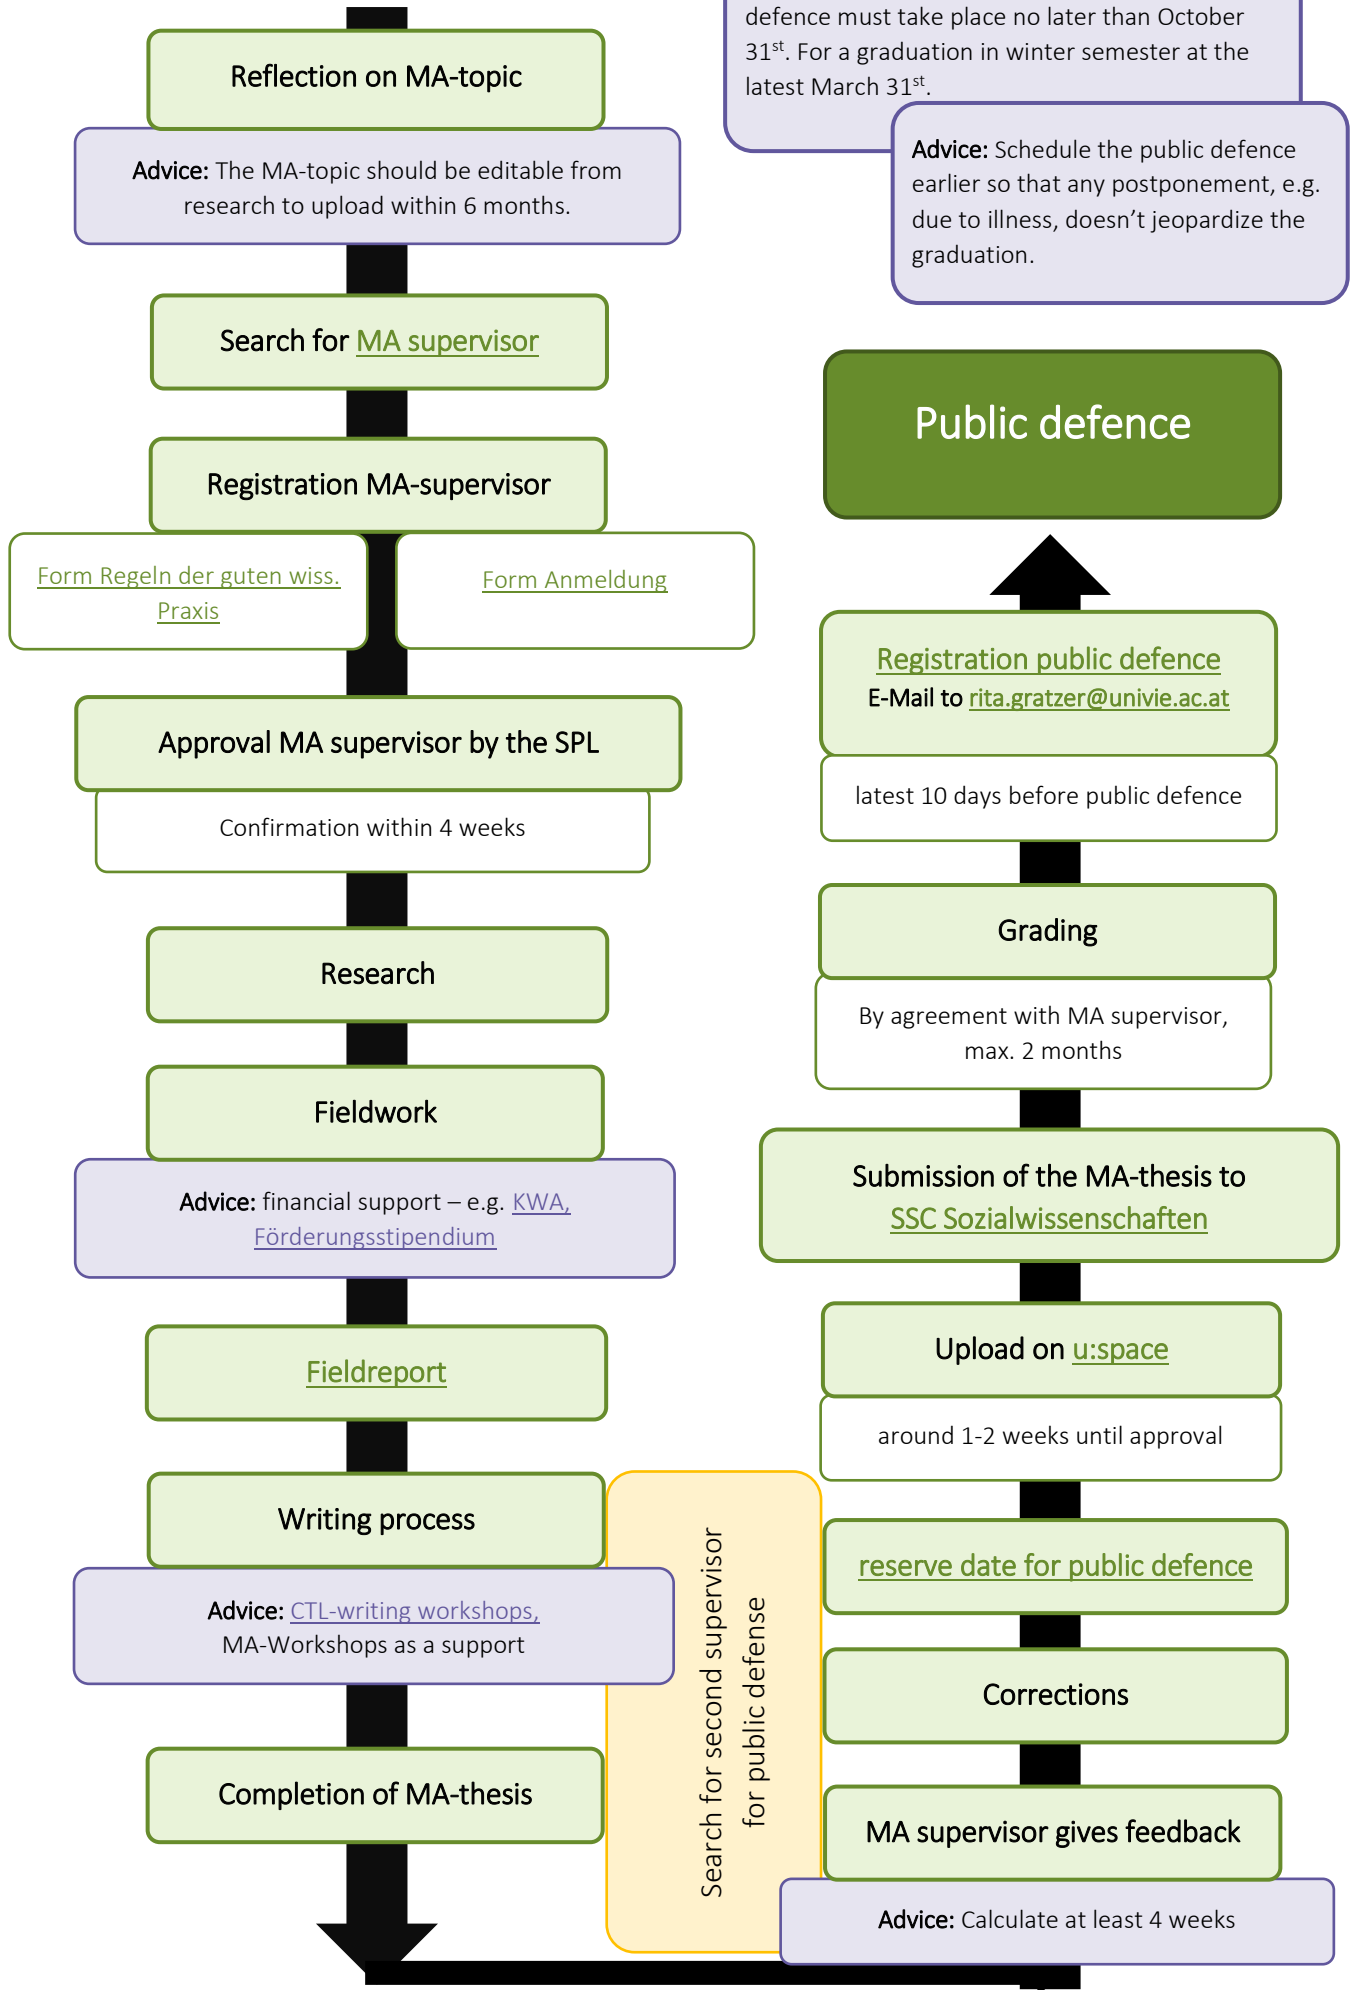 Reflection on MA-topic
Advice: The MA-topic should be editable from
research to upload within 6 months.
Search for MA supervisor
Registration MA-supervisor
Form Regeln der guten wiss.
Praxis
Form Anmeldung
Approval MA supervisor by the SPL
Confirmation within 4 weeks
Research
Fieldwork
Advice: financial support – e.g. KWA,
Förderungsstipendium
Fieldreport
Writing process
Advice: CTL-writing workshops,
MA-Workshops as a support
Completion of MA-thesis
Search for second supervisor
for public defense
defence must take place no later than October
31st. For a graduation in winter semester at the
latest March 31st.
Advice: Schedule the public defence
earlier so that any postponement, e.g.
due to illness, doesn’t jeopardize the
graduation.
Public defence
Registration public defence
E-Mail to rita.gratzer@univie.ac.at
latest 10 days before public defence
Grading
By agreement with MA supervisor,
max. 2 months
Submission of the MA-thesis to
SSC Sozialwissenschaften
Upload on u:space
around 1-2 weeks until approval
reserve date for public defence
Corrections
MA supervisor gives feedback
Advice: Calculate at least 4 weeks